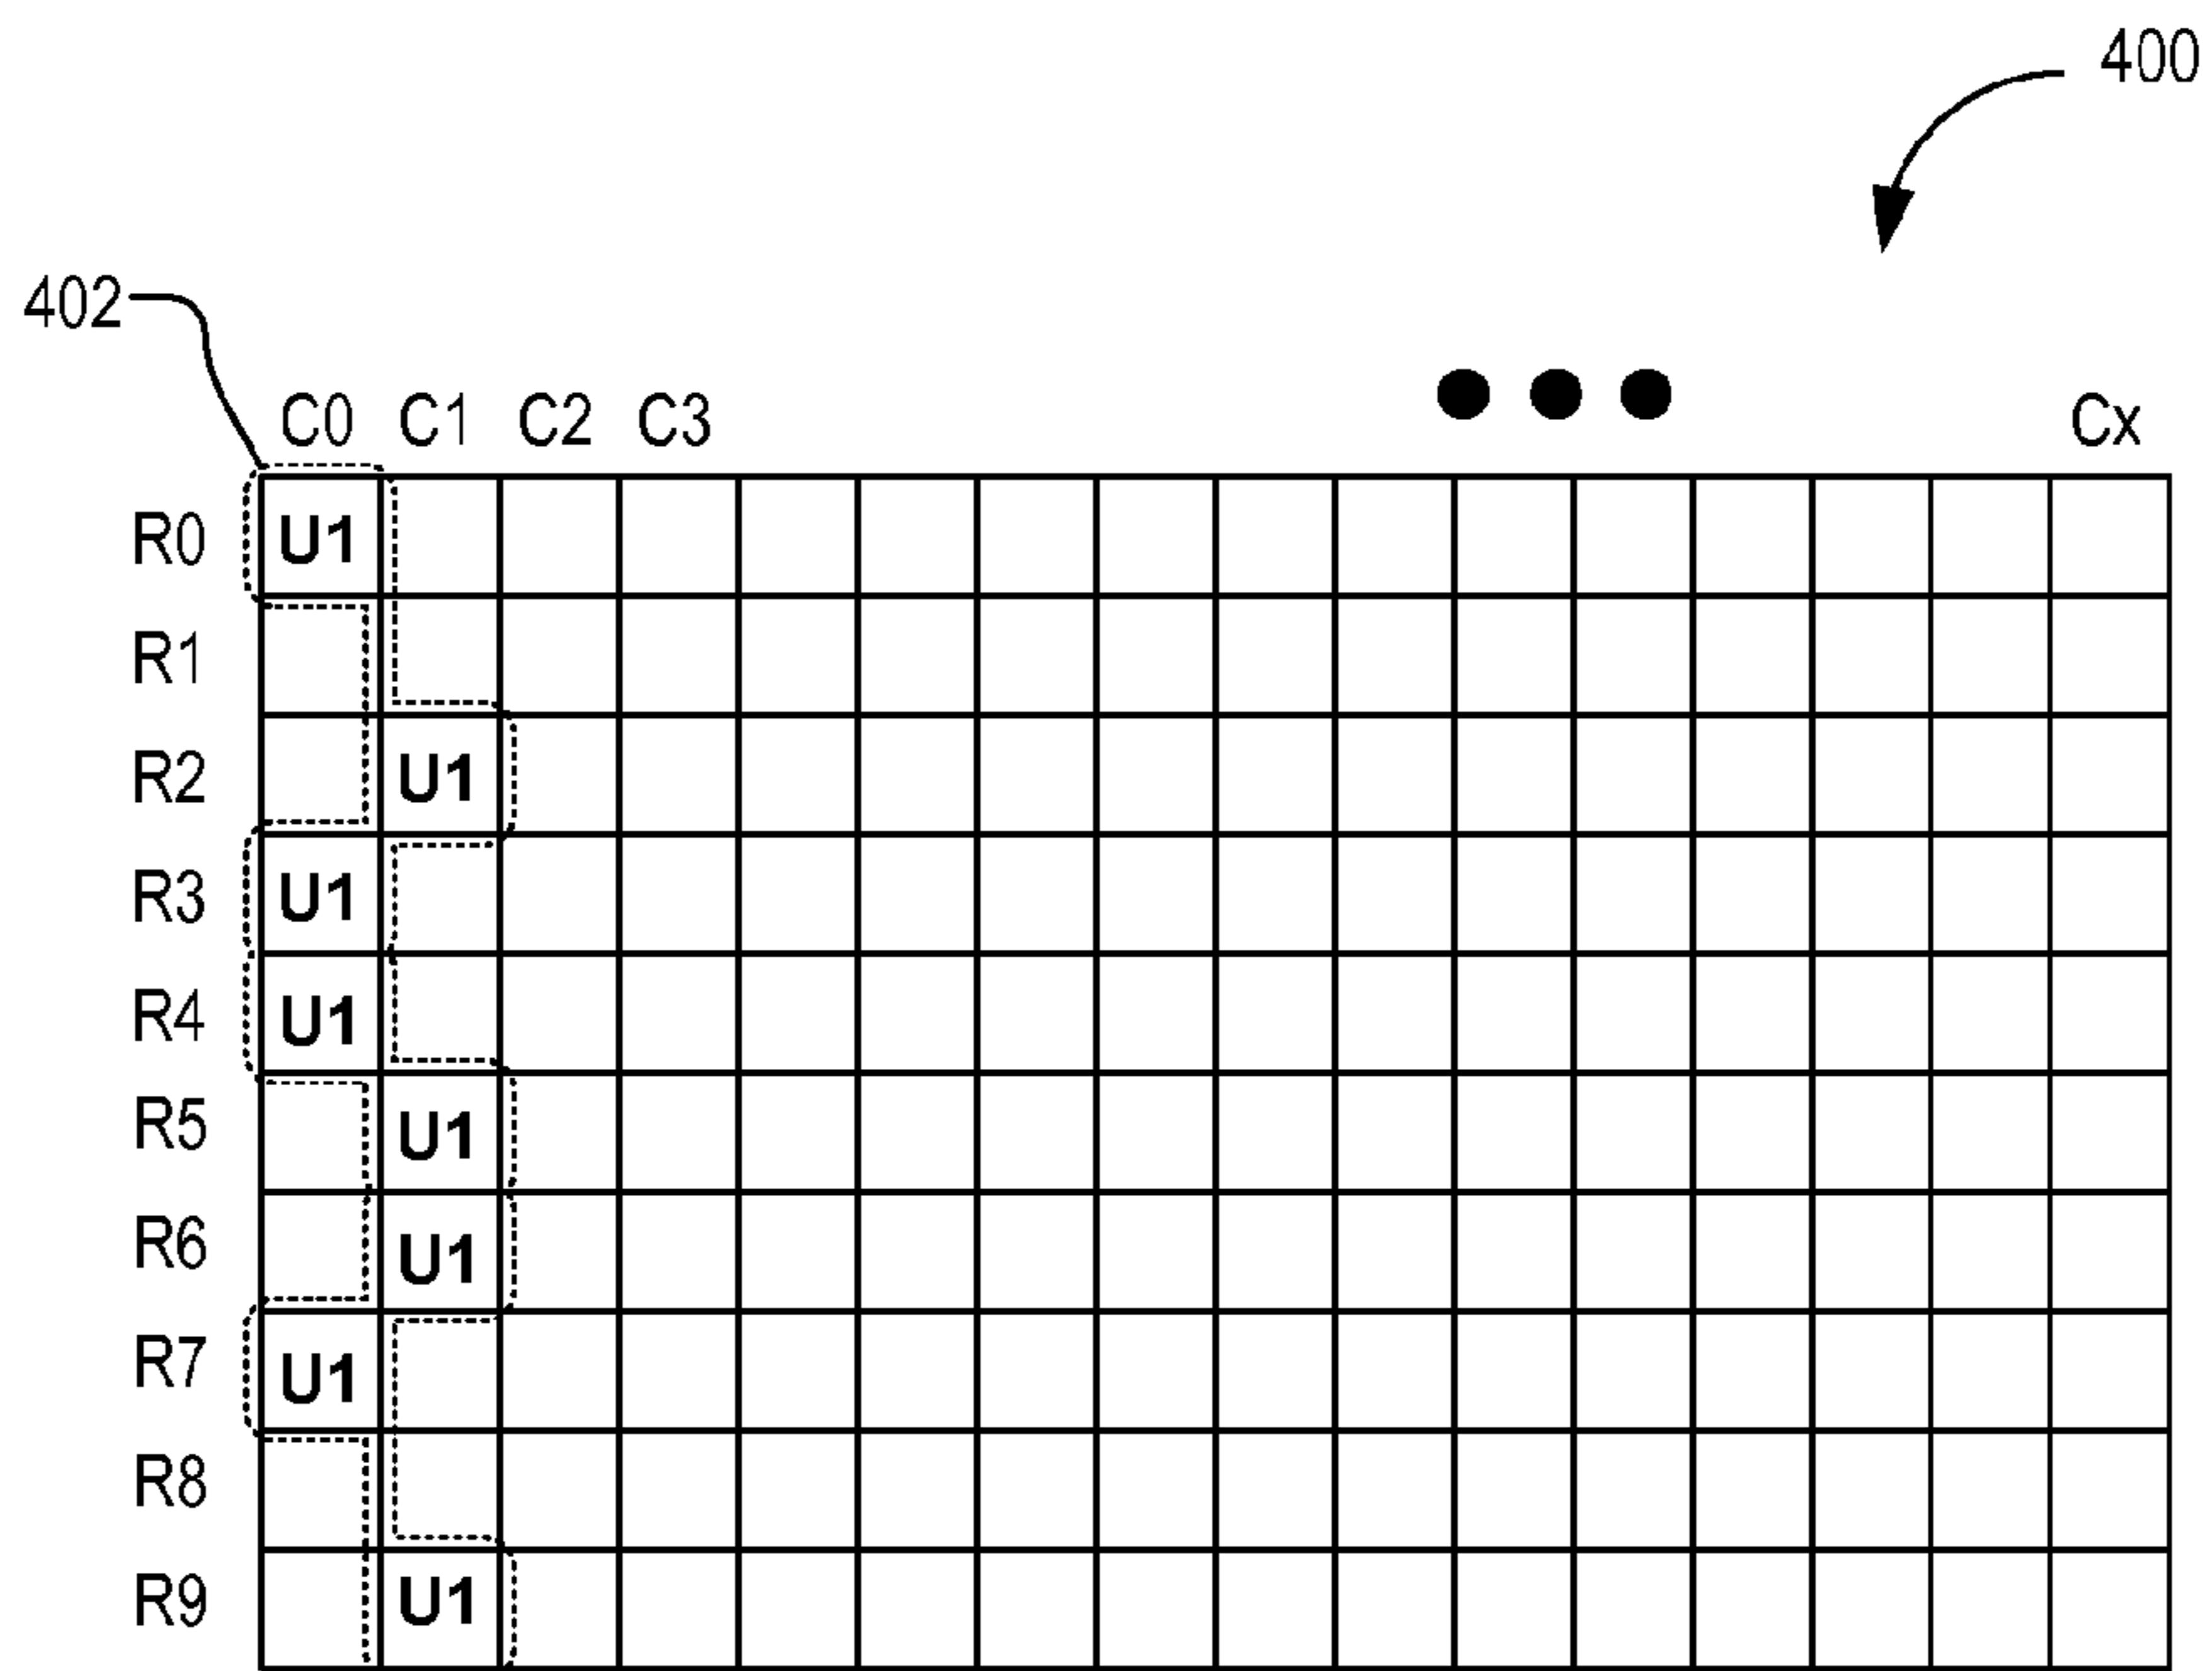 400
402
C0 C1 C2 C3 Cx
R0 U1
R1
R2 U1
R3 U1
R4 U1
R5 U1
R6 U1
R7 U1
R8
R9 U1